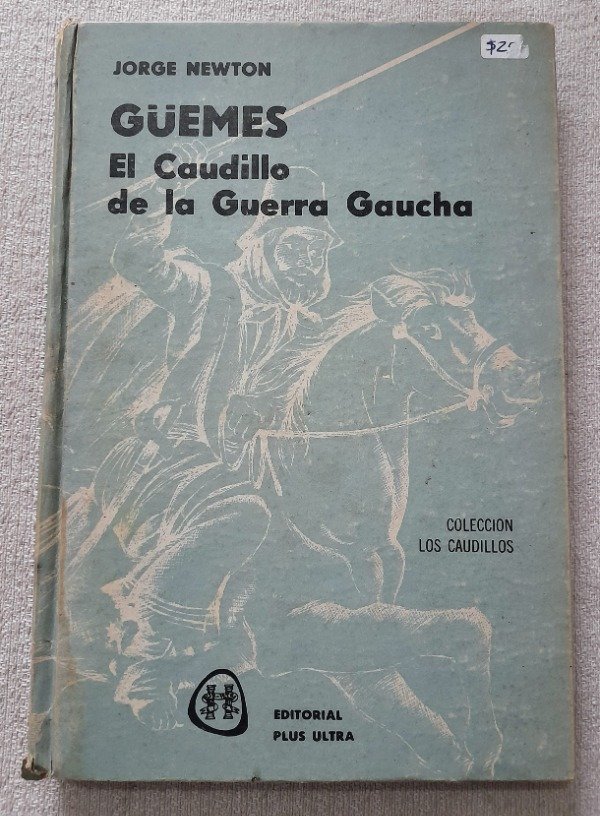 JORGE NEWTON
GÜEMES
El Caudillo
de la Guerra Gaucha
COLECCION
LOS CAUDILLOS
EDITORIAL
PLUS ULTRA